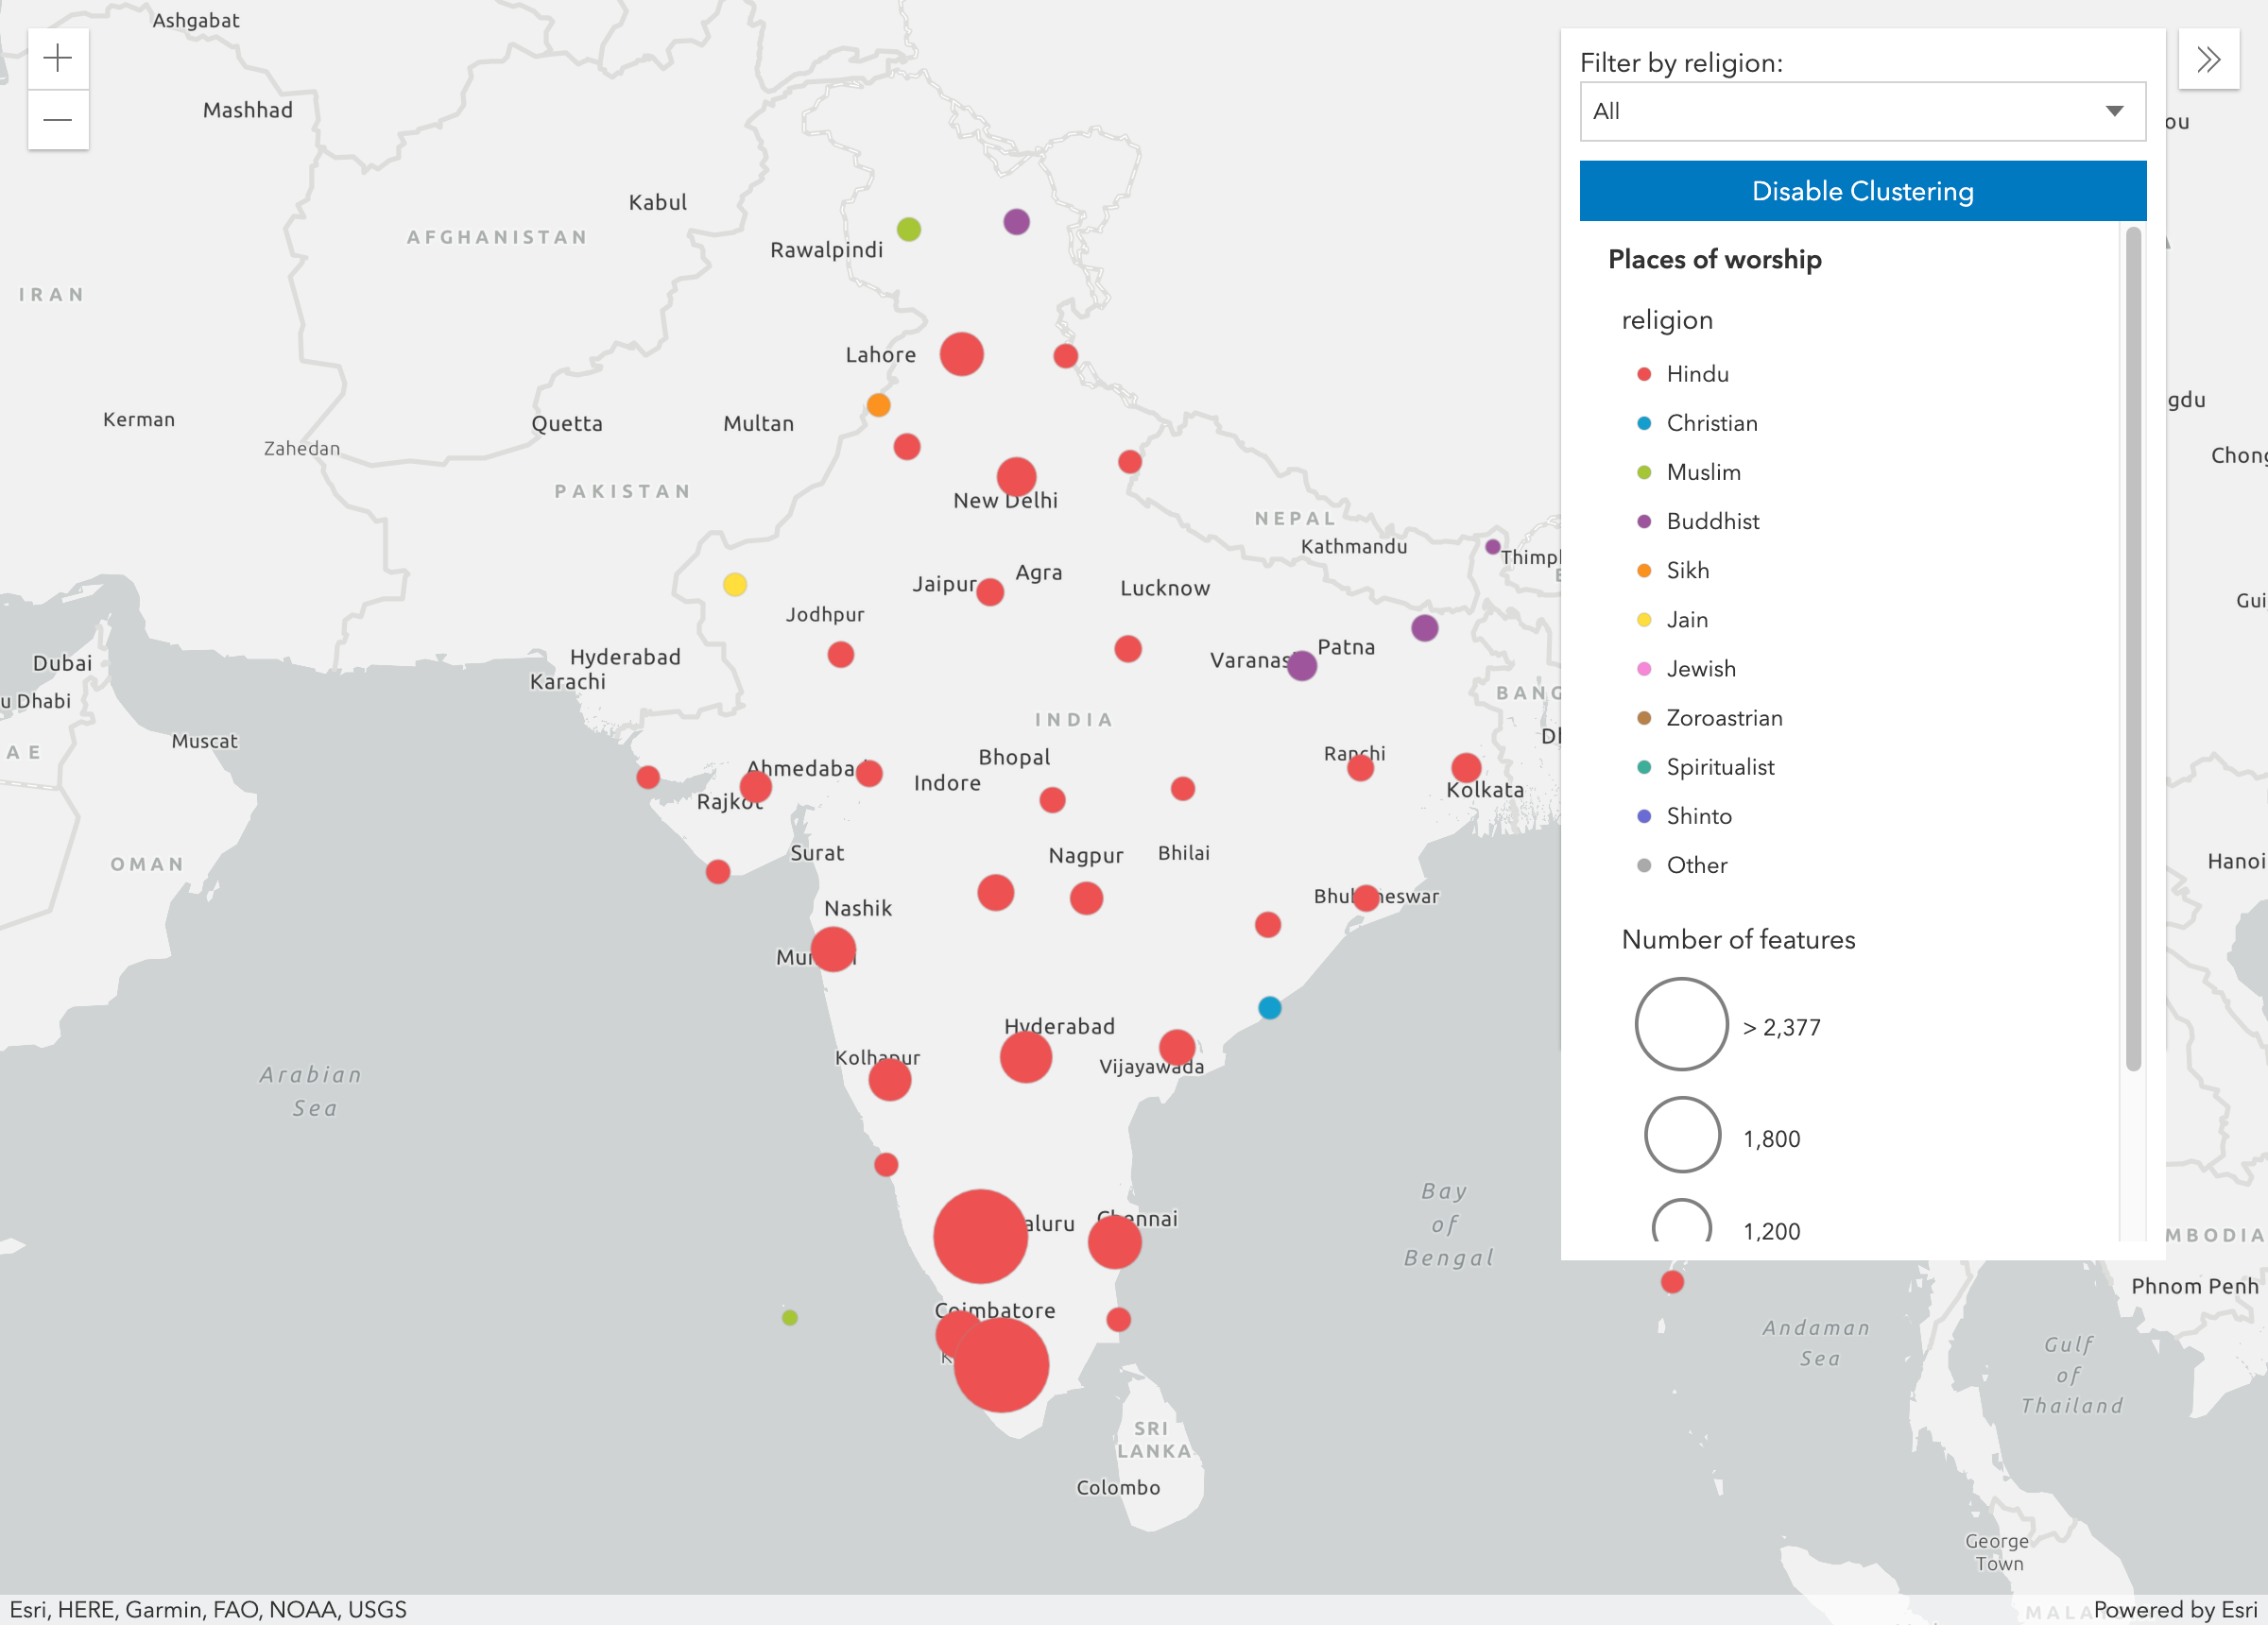 Ashgabat
Mashhad
Kabul
AFGHANISTAN
Rawalpindi
IRAN
Lahore
Kerman
Quetta
Multan
Zahedan
PAKISTAN
New Delhi
NEPAL
Kathmandu
Jaipur
Agra
Lucknow
Jodhpur
Dubai
Hyderabad
Karachi
Varanas
Patna
u Dhabi
INDIA
BANG
Muscat
AE
Ahmedaba
Bhopal
Indore
Ranchi
Rajkot
Kolkata
OMAN
Surat
Nagpur
Bhilai
Nashik
Hyderabad
Kolhapur
Vijayawada
Arabian
Sea
aluru
Chennai
Bay
of
Bengal
Coimbatore
K
SRI
LANKA
Colombo
Filter by religion:
All
Disable Clustering
Places of worship
religion
Hindu
Christian
Muslim
Buddhist
Sikh
Jain
Jewish
Zoroastrian
Spiritualist
Shinto
Other
Number of features
> 2,377
1,800
1,200
ou
gdu
Chong
Gui
Hanoi
MBODIA
Phnom Penh
Andaman
Sea
Gulf
of
Thailand
George
Town
Esri, HERE, Garmin, FAO, NOAA, USGS
Powered by Esri